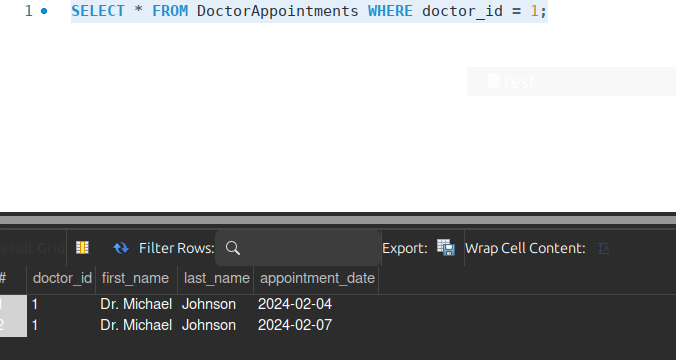 1 SELECT * FROM DoctorAppointments WHERE doctor_id = 1;
test
Result Grid Filter Rows: Export: Wrap Cell Content:
# doctor_id first_name last_name appointment_date
1 1 Dr. Michael Johnson 2024-02-04
2 1 Dr. Michael Johnson 2024-02-07